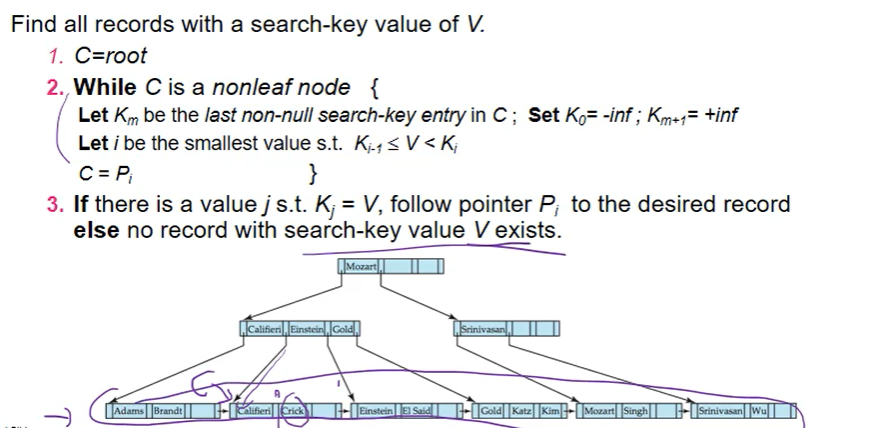 Find all records with a search-key value of V.
1. C=root
2. While C is a nonleaf node {
Let Km be the last non-null search-key entry in C ; Set K0= -inf ; Km+1= +inf
Let i be the smallest value s.t. Ki-1 ≤ V < Ki
C = Pi }
3. If there is a value j s.t. Kj = V, follow pointer Pj to the desired record
else no record with search-key value V exists.
Mozart
Califieri Einstein Gold Srinivasan
Adams Brandt Califieri Crick Einstein El Said Gold Katz Kim Mozart Singh Srinivasan Wu